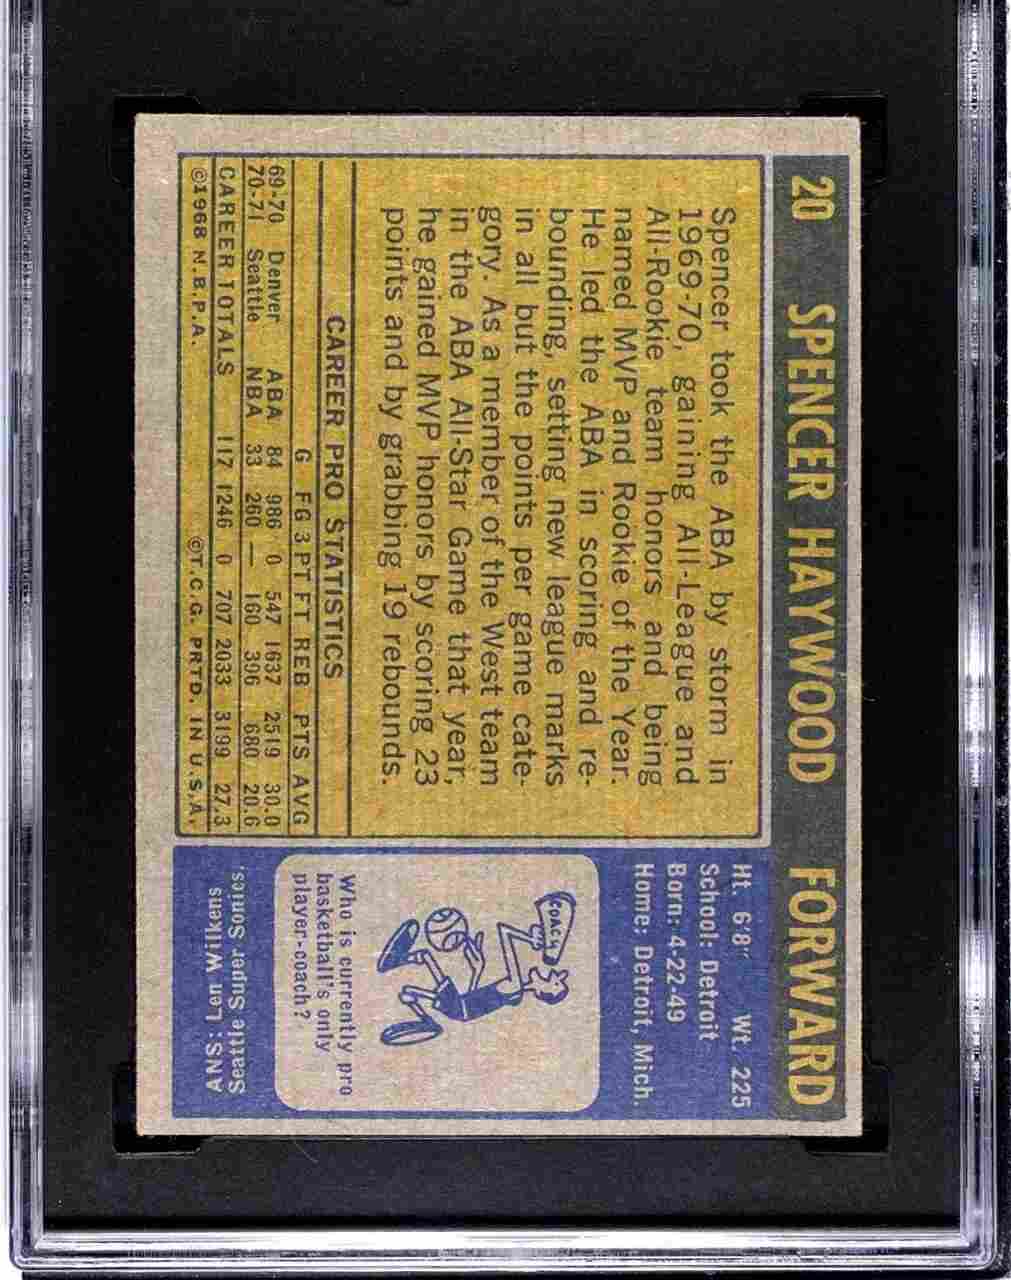 20 SPENCER HAYWOOD FORWARD
Spencer took the ABA by storm in
1969-70, gaining All-League and
All-Rookie team honors and being
named MVP and Rookie of the Year.
He led the ABA in scoring and re-
bounding, setting new league marks
in all but the points per game cate-
gory. As a member of the West team
in the ABA All-Star Game that year,
he gained MVP honors by scoring 23
points and by grabbing 19 rebounds.
CAREER PRO STATISTICS
G FG 3PT FT REB PTS AVG
69-70 Denver ABA 84 986 0 547 1637 2519 30.0
70-71 Seattle NBA 33 260 — 160 396 680 20.6
CAREER TOTALS 117 1246 0 707 2033 3199 27.3
©1968 N.B.P.A. ©T.C.G. PRTD. IN U.S.A.
Ht. 6'8" Wt. 225
School: Detroit
Born: 4-22-49
Home: Detroit, Mich.
COACH
Who is currently pro
basketball's only
player-coach?
ANS: Len Wilkens
Seattle Super Sonics.